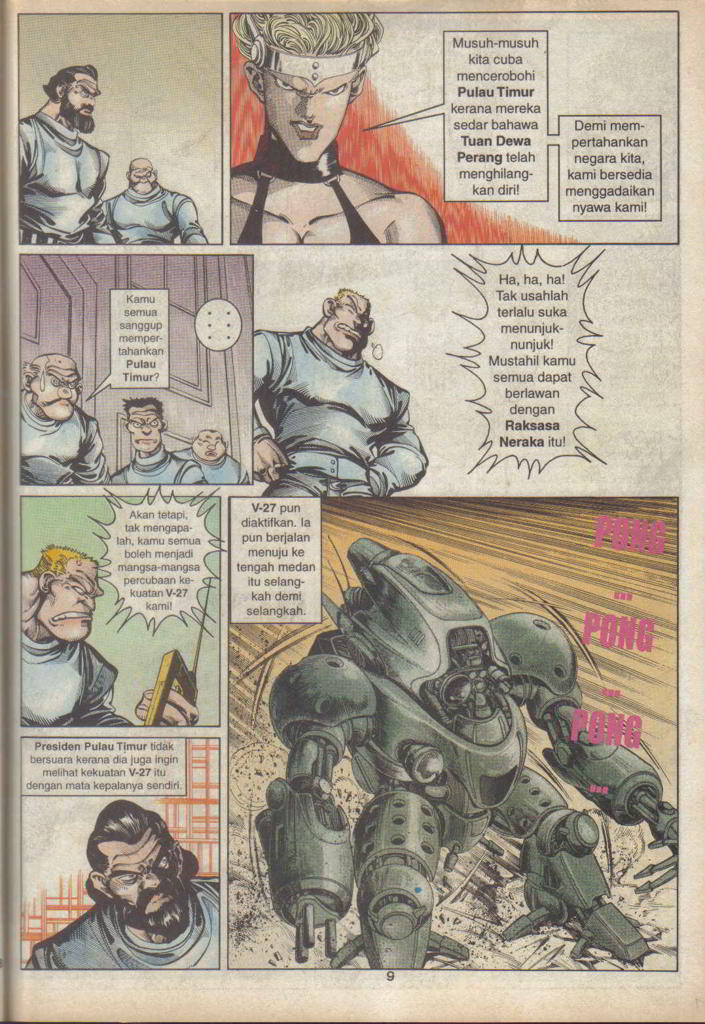 Musuh-musuh
kita cuba
mencerobohi
Pulau Timur
kerana mereka
sedar bahawa
Tuan Dewa
Perang telah
menghilang-
kan diri!
Demi mem-
pertahankan
negara kita,
kami bersedia
menggadaikan
nyawa kami!
Kamu
semua
sanggup
memper-
tahankan
Pulau
Timur?
Ha, ha, ha!
Tak usahlah
terlalu suka
menunjuk-
nunjuk!
Mustahil kamu
semua dapat
berlawan
dengan
Raksasa
Neraka itu!
Akan tetapi,
tak mengapa-
lah, kamu semua
boleh menjadi
mangsa-mangsa
percubaan ke-
kuatan V-27
kami!
V-27 pun
diaktifkan. Ia
pun berjalan
menuju ke
tengah medan
itu selang-
kah demi
selangkah.
PONG
...
PONG
...
PONG
...
Presiden Pulau Timur tidak
bersuara kerana dia juga ingin
melihat kekuatan V-27 itu
dengan mata kepalanya sendiri.
9